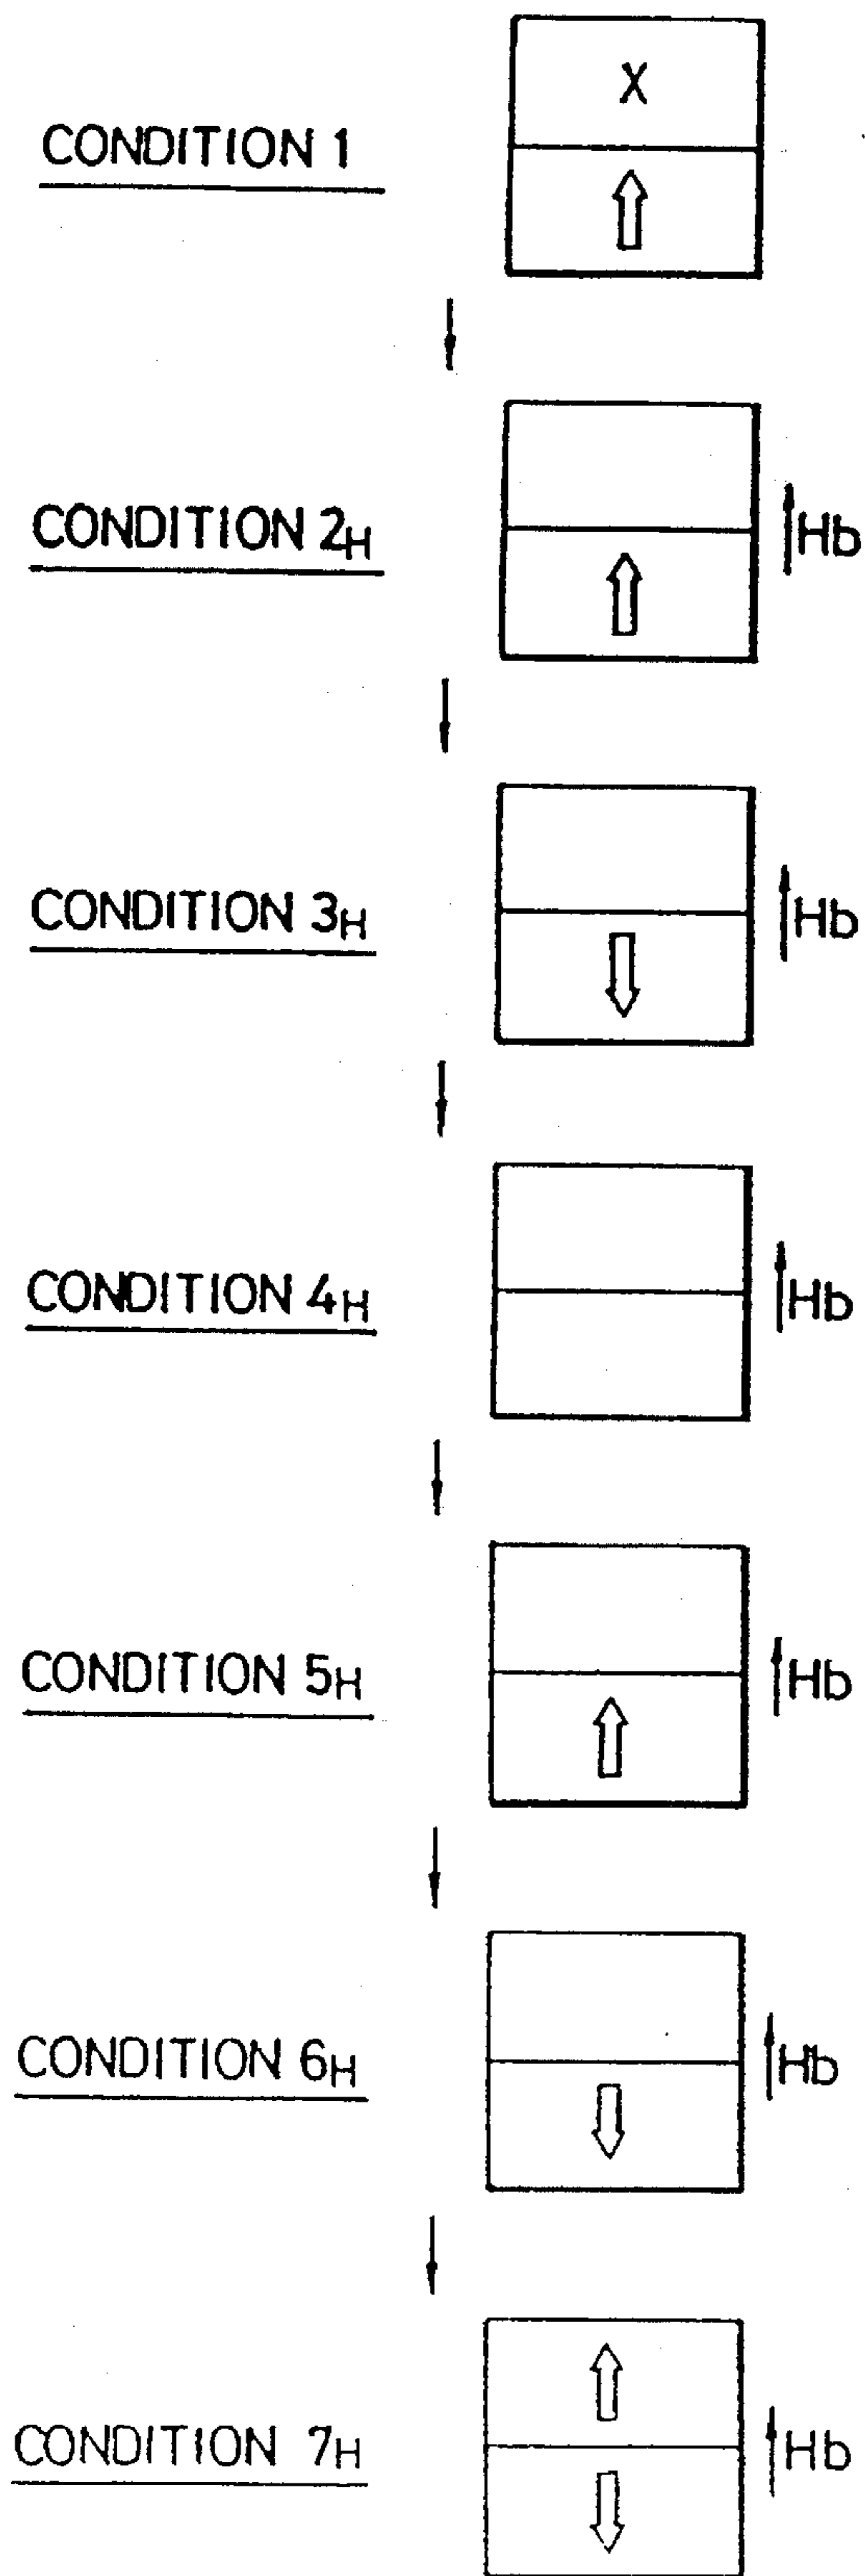 X
CONDITION 1
CONDITION 2H
Hb
CONDITION 3H
Hb
CONDITION 4H
Hb
CONDITION 5H
Hb
CONDITION 6H
Hb
CONDITION 7H
Hb